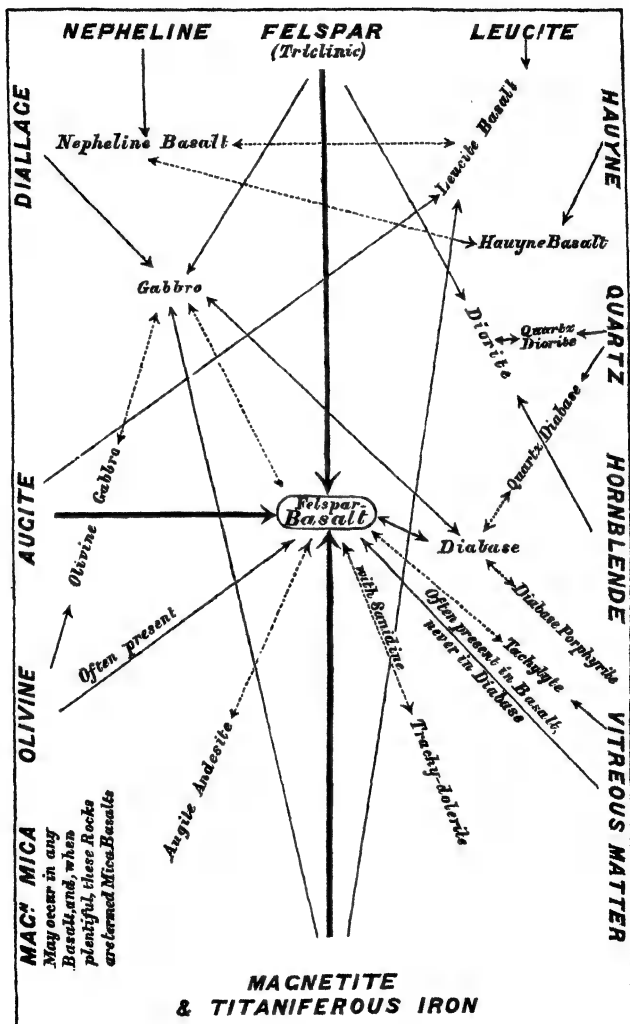 NEPHELINE
FELSPAR
(Triclinic)
LEUCITE
DIALLAGE
HAUYNE
Nepheline Basalt
Leucite Basalt
Hauyne Basalt
Gabbro
Diorite
Quartz
Diorite
QUARTZ
Quartz Diabase
AUGITE
Olivine Gabbro
Felspar-
Basalt
Diabase
HORNBLENDE
Diabase Porphyrite
Tachylyte
Often present
with Sanidine
Often present in Basalt,
never in Diabase
OLIVINE
Augite Andesite
Trachy-dolerite
VITREOUS MATTER
MAGN. MICA
May occur in any
Basalt, and, when
plentiful, these Rocks
are termed Mica Basalts
MAGNETITE
& TITANIFEROUS IRON